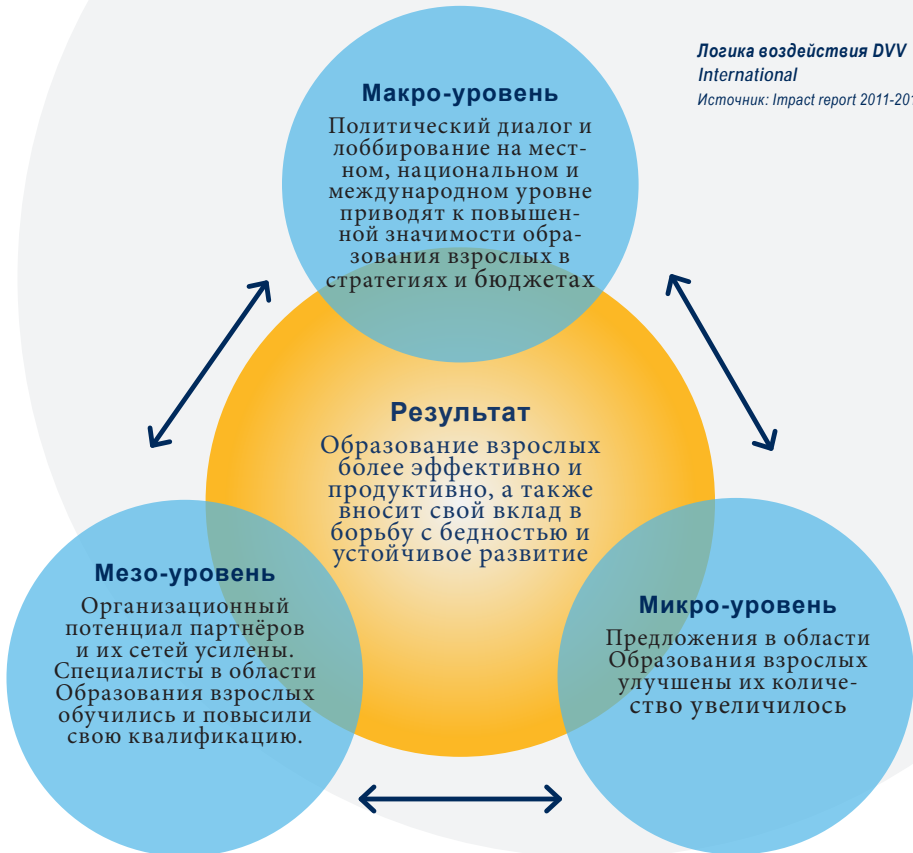 Логика воздействия DVV
International
Источник: Impact report 2011-201
Макро-уровень
Политический диалог и
лоббирование на мест-
ном, национальном и
международном уровне
приводят к повышен-
ной значимости обра-
зования взрослых в
стратегиях и бюджетах
Результат
Образование взрослых
более эффективно и
продуктивно, а также
вносит свой вклад в
борьбу с бедностью и
устойчивое развитие
Мезо-уровень
Организационный
потенциал партнёров
и их сетей усилены.
Специалисты в области
Образования взрослых
обучились и повысили
свою квалификацию.
Микро-уровень
Предложения в области
Образования взрослых
улучшены их количе-
ство увеличилось